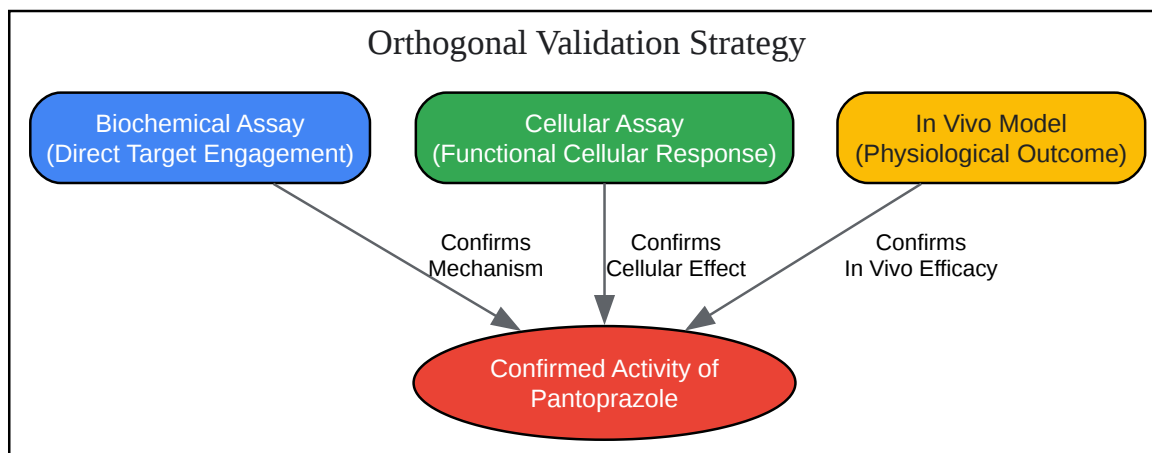 Orthogonal Validation Strategy
Biochemical Assay
(Direct Target Engagement)
Cellular Assay
(Functional Cellular Response)
In Vivo Model
(Physiological Outcome)
Confirms
Mechanism
Confirms
Cellular Effect
Confirms
In Vivo Efficacy
Confirmed Activity of
Pantoprazole